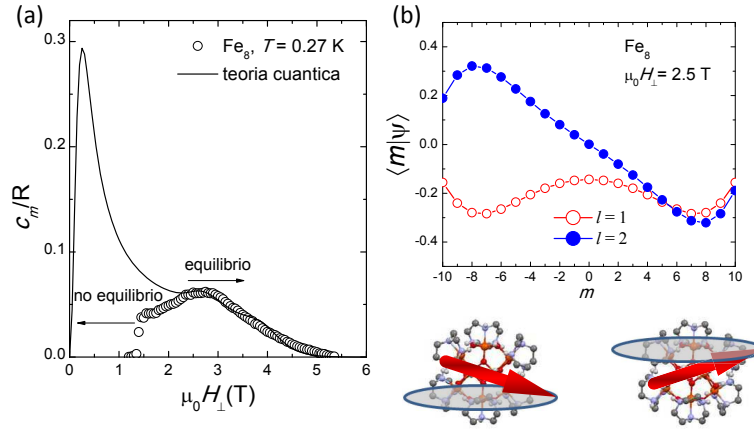 (a)
Fe₈, T = 0.27 K
teoria cuantica
equilibrio
no equilibrio
c_m/R
0.3
0.2
0.1
0.0
0 1 2 3 4 5 6
μ₀H⊥(T)
(b)
Fe₈
μ₀H⊥= 2.5 T
⟨m|ψ⟩
0.4
0.2
0.0
-0.2
-0.4
l = 1
l = 2
-10 -8 -6 -4 -2 0 2 4 6 8 10
m